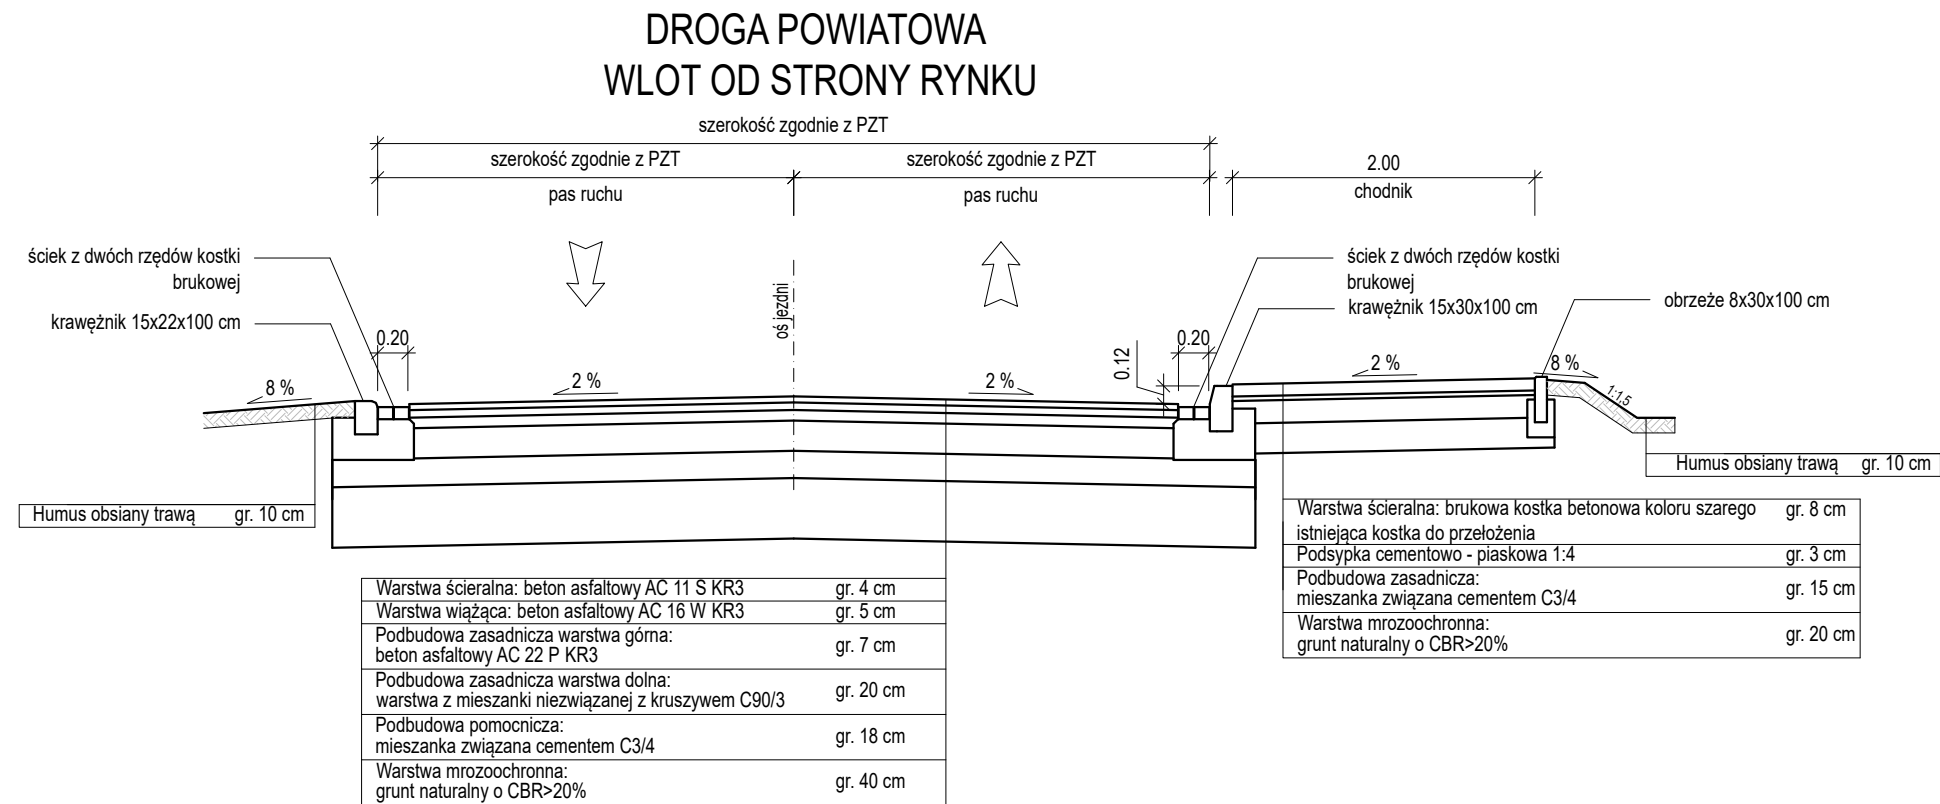 DROGA POWIATOWA
WLOT OD STRONY RYNKU
szerokość zgodnie z PZT
szerokość zgodnie z PZT
szerokość zgodnie z PZT
2.00
pas ruchu
pas ruchu
chodnik
ściek z dwóch rzędów kostki
brukowej
krawężnik 15x22x100 cm
oś jezdni
ściek z dwóch rzędów kostki
brukowej
krawężnik 15x30x100 cm
obrzeże 8x30x100 cm
0.20
0.12
0.20
8 %
2 %
2 %
2 %
8 %
1:1,5
Humus obsiany trawą gr. 10 cm
Humus obsiany trawą gr. 10 cm
Warstwa ścieralna: beton asfaltowy AC 11 S KR3 gr. 4 cm
Warstwa wiążąca: beton asfaltowy AC 16 W KR3 gr. 5 cm
Podbudowa zasadnicza warstwa górna:
beton asfaltowy AC 22 P KR3 gr. 7 cm
Podbudowa zasadnicza warstwa dolna:
warstwa z mieszanki niezwiązanej z kruszywem C90/3 gr. 20 cm
Podbudowa pomocnicza:
mieszanka związana cementem C3/4 gr. 18 cm
Warstwa mrozoochronna:
grunt naturalny o CBR>20% gr. 40 cm
Warstwa ścieralna: brukowa kostka betonowa koloru szarego gr. 8 cm
istniejąca kostka do przełożenia
Podsypka cementowo - piaskowa 1:4 gr. 3 cm
Podbudowa zasadnicza:
mieszanka związana cementem C3/4 gr. 15 cm
Warstwa mrozoochronna:
grunt naturalny o CBR>20% gr. 20 cm